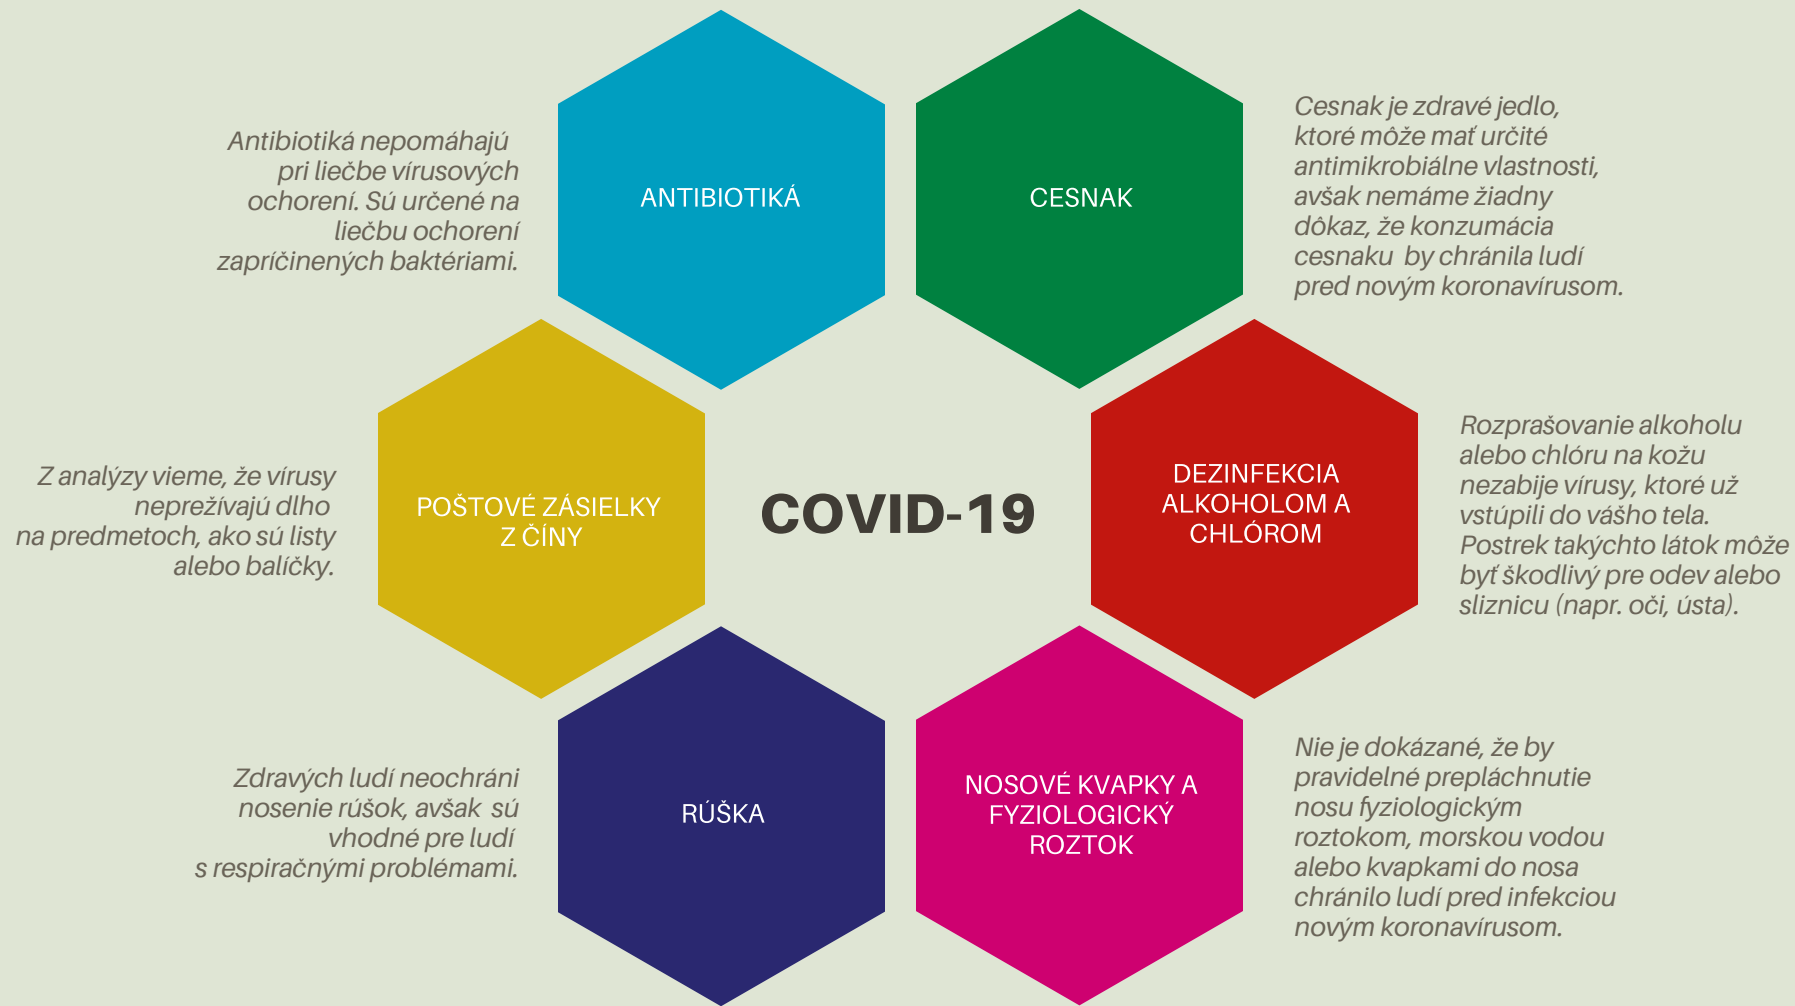 ANTIBIOTIKÁ
Antibiotiká nepomáhajú
pri liečbe vírusových
ochorení. Sú určené na
liečbu ochorení
zapríčinených baktériami.
CESNAK
Cesnak je zdravé jedlo,
ktoré môže mať určité
antimikrobiálne vlastnosti,
avšak nemáme žiadny
dôkaz, že konzumácia
cesnaku by chránila ludí
pred novým koronavírusom.
POŠTOVÉ ZÁSIELKY
Z ČÍNY
Z analýzy vieme, že vírusy
neprežívajú dlho
na predmetoch, ako sú listy
alebo balíčky.
COVID-19
DEZINFEKCIA
ALKOHOLOM A
CHLÓROM
Rozprašovanie alkoholu
alebo chlóru na kožu
nezabije vírusy, ktoré už
vstúpili do vášho tela.
Postrek takýchto látok môže
byť škodlivý pre odev alebo
sliznicu (napr. oči, ústa).
RÚŠKA
Zdravých ludí neochráni
nosenie rúšok, avšak sú
vhodné pre ludí
s respiračnými problémami.
NOSOVÉ KVAPKY A
FYZIOLOGICKÝ
ROZTOK
Nie je dokázané, že by
pravidelné prepláchnutie
nosu fyziologickým
roztokom, morskou vodou
alebo kvapkami do nosa
chránilo ludí pred infekciou
novým koronavírusom.